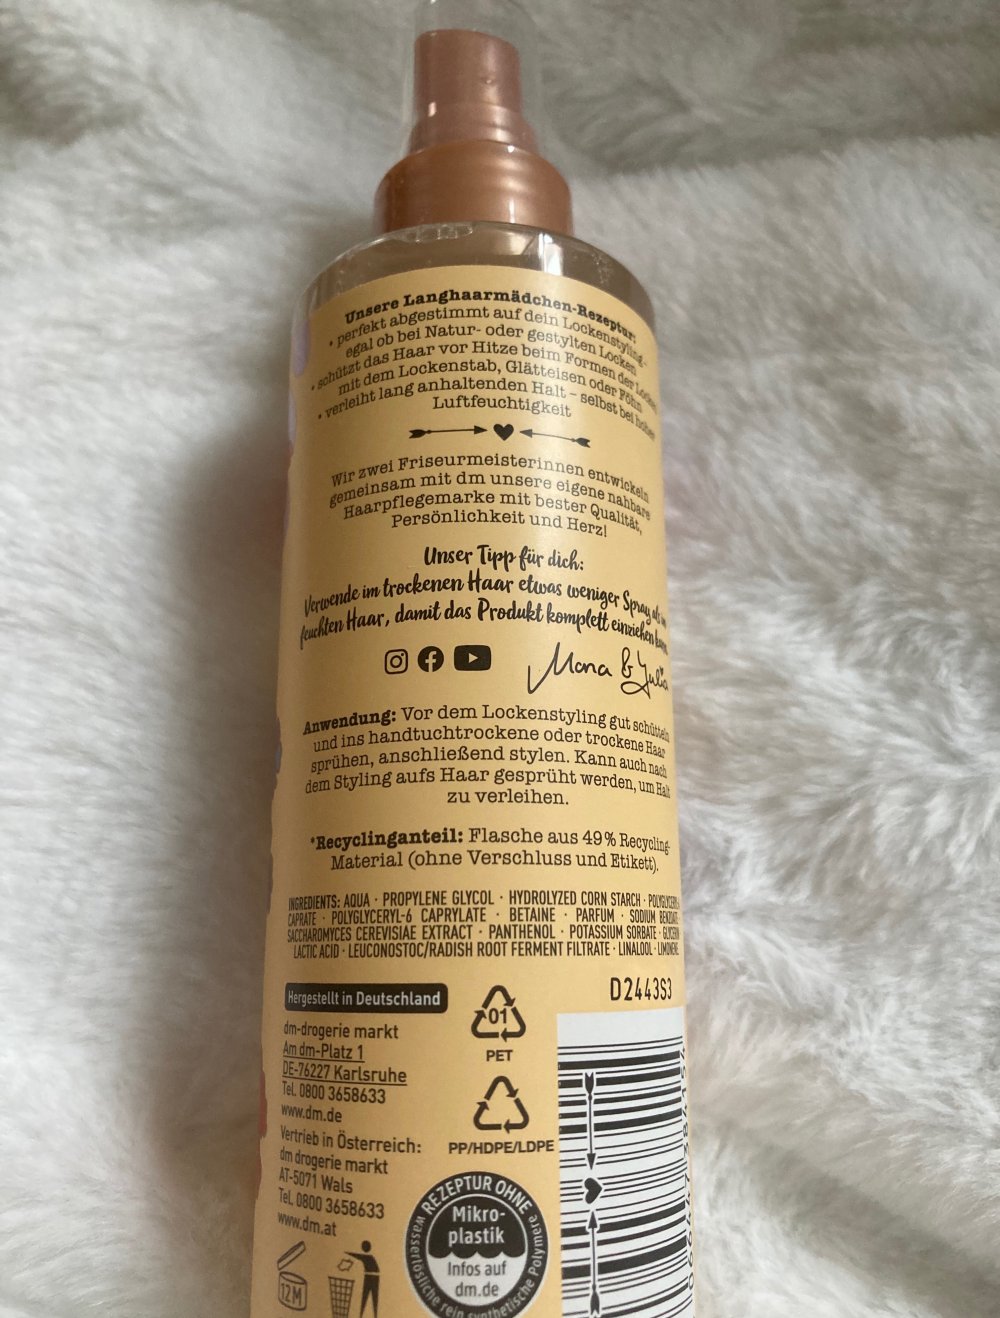 Unsere Langhaarmädchen-Rezeptur:
• perfekt abgestimmt auf dein Lockenstyling -
egal ob bei Natur- oder gestylten Locken
• schützt das Haar vor Hitze beim Formen der Locken
mit dem Lockenstab, Glätteisen oder Föhn
• verleiht lang anhaltenden Halt – selbst bei hoher
Luftfeuchtigkeit
Wir zwei Friseurmeisterinnen entwickeln
gemeinsam mit dm unsere eigene nahbare
Haarpflegemarke mit bester Qualität,
Persönlichkeit und Herz!
Unser Tipp für dich:
Verwende im trockenen Haar etwas weniger Spray als im
feuchten Haar, damit das Produkt komplett einziehen kann.
Mona & Julia
Anwendung: Vor dem Lockenstyling gut schütteln
und ins handtuchtrockene oder trockene Haar
sprühen, anschließend stylen. Kann auch nach
dem Styling aufs Haar gesprüht werden, um Halt
zu verleihen.
*Recyclinganteil: Flasche aus 49% Recycling-
Material (ohne Verschluss und Etikett).
INGREDIENTS: AQUA · PROPYLENE GLYCOL · HYDROLYZED CORN STARCH ·
CAPRATE · POLYGLYCERYL-6 CAPRYLATE · BETAINE · PARFUM · SODIUM BENZOATE ·
SACCHAROMYCES CEREVISIAE EXTRACT · PANTHENOL · POTASSIUM SORBATE · GLYCERIN
LACTIC ACID · LEUCONOSTOC/RADISH ROOT FERMENT FILTRATE · LINALOOL · LIMONENE
D2443S3
Hergestellt in Deutschland
dm-drogerie markt
Am dm-Platz 1
DE-76227 Karlsruhe
Tel. 0800 3658633
www.dm.de
Vertrieb in Österreich:
dm drogerie markt
AT-5071 Wals
Tel. 0800 3658633
www.dm.at
12M
01
PET
PP/HDPE/LDPE
REZEPTUR OHNE
Mikro-
plastik
Infos auf
dm.de
wasserlösliche rein synthetische Polymere